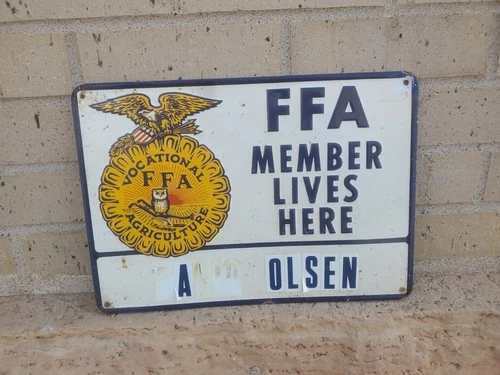 FFA
MEMBER
LIVES
HERE
VOCATIONAL
FFA
AGRICULTURE
A OLSEN